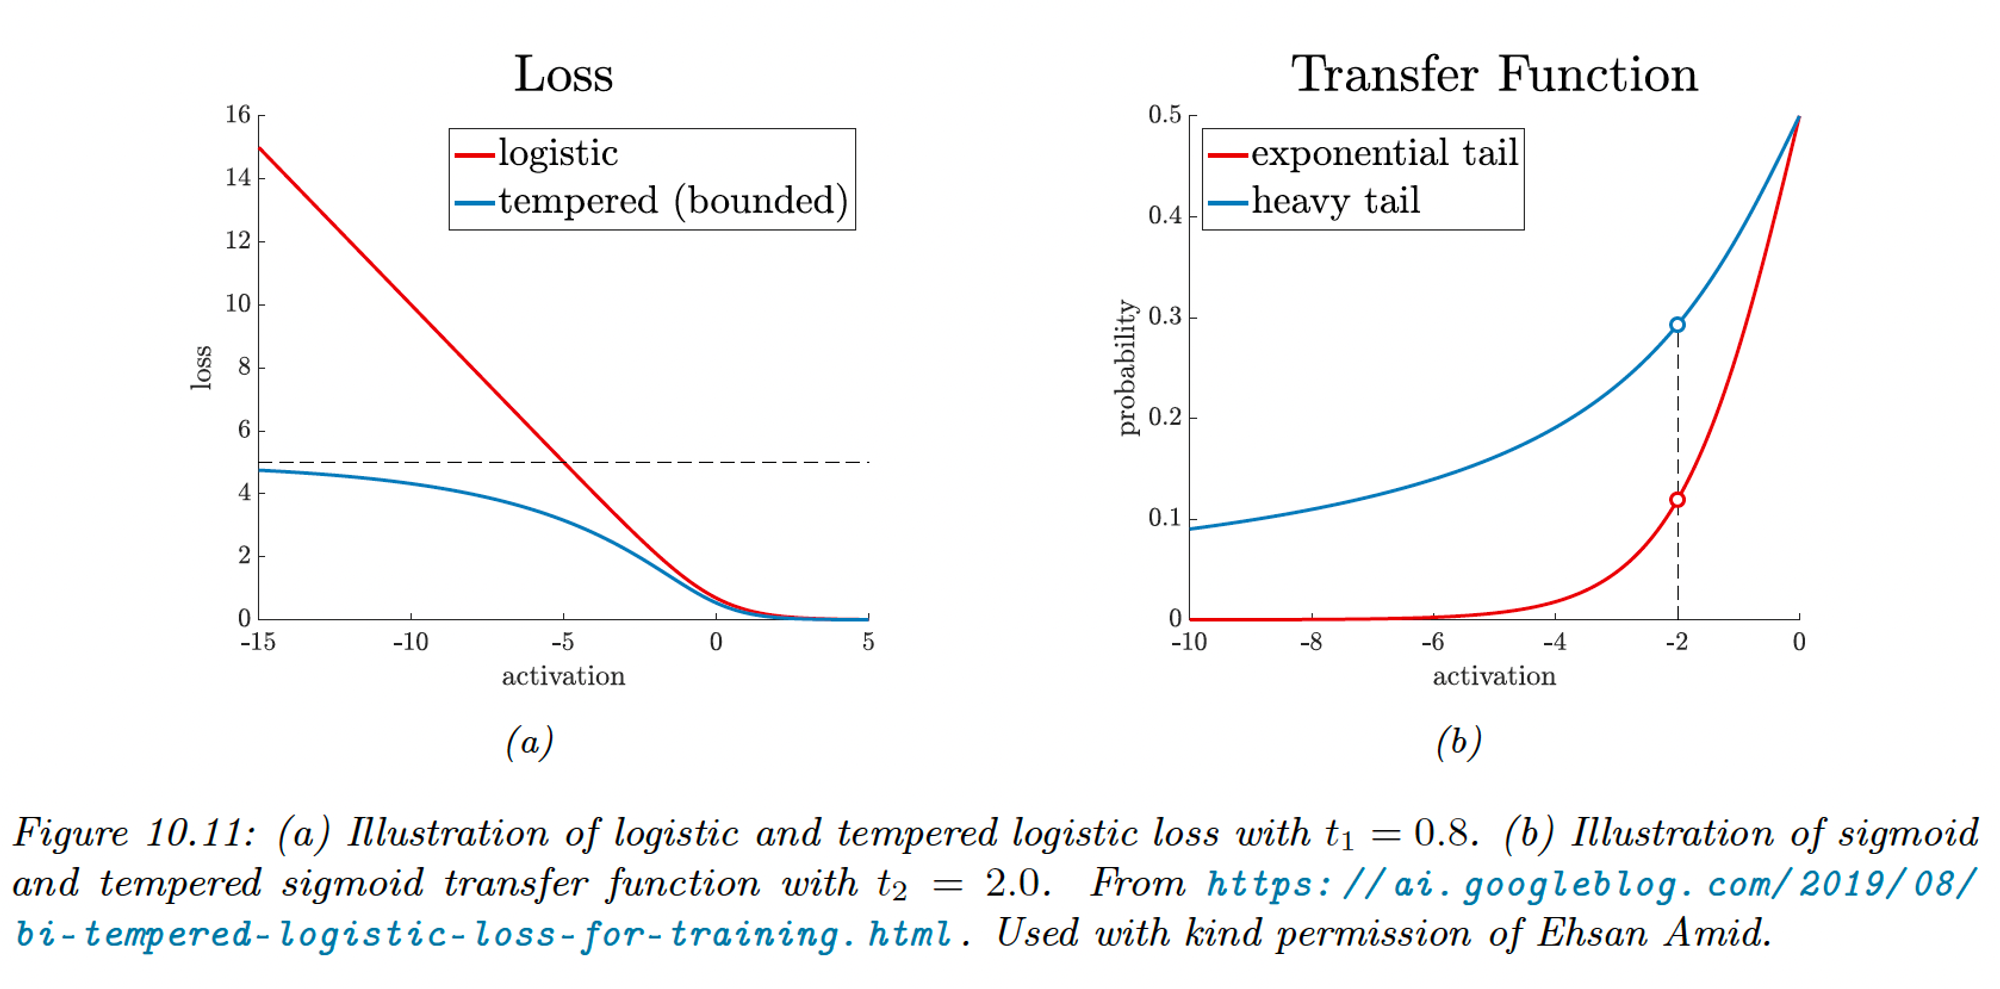 Loss
16
14
12
10
8
6
4
2
0
loss
logistic
tempered (bounded)
-15 -10 -5 0 5
activation
(a)
Transfer Function
0.5
0.4
0.3
0.2
0.1
0
probability
exponential tail
heavy tail
-10 -8 -6 -4 -2 0
activation
(b)
Figure 10.11: (a) Illustration of logistic and tempered logistic loss with t₁ = 0.8. (b) Illustration of sigmoid
and tempered sigmoid transfer function with t₂ = 2.0. From https://ai.googleblog.com/2019/08/
bi-tempered-logistic-loss-for-training.html. Used with kind permission of Ehsan Amid.